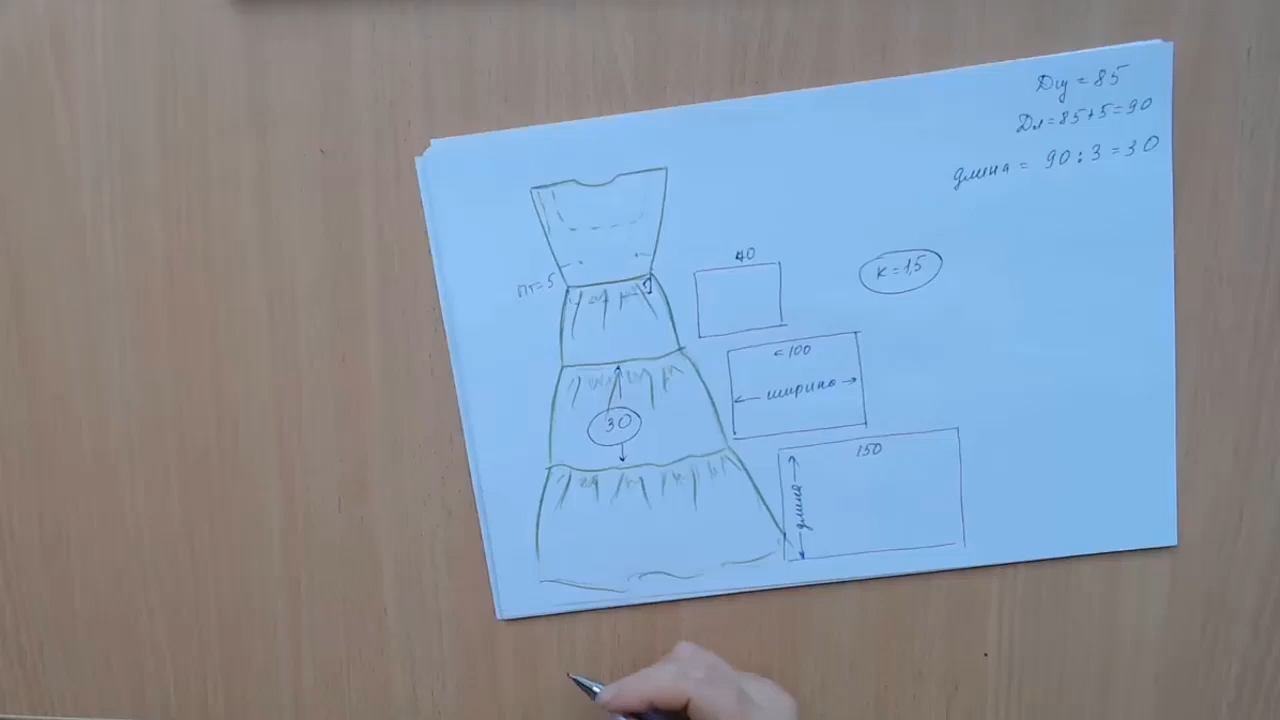 Дш = 85
Дл = 85+5 = 90
длина = 90 : 3 = 30
40
к = 1,5
Пт = 5
100
ширина
30
150
длина